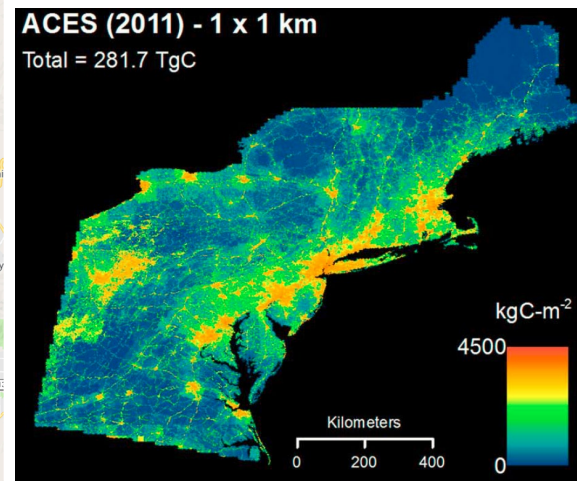 ACES (2011) - 1 x 1 km
Total = 281.7 TgC
kgC-m-2
4500
0
Kilometers
0 200 400